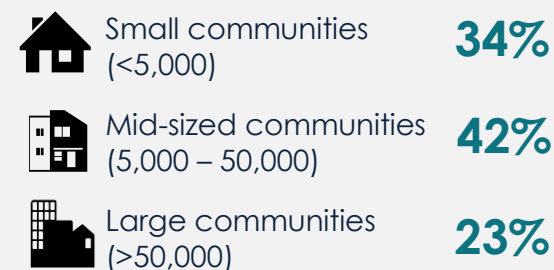 Small communities 34%
(<5,000)
Mid-sized communities 42%
(5,000 – 50,000)
Large communities 23%
(>50,000)